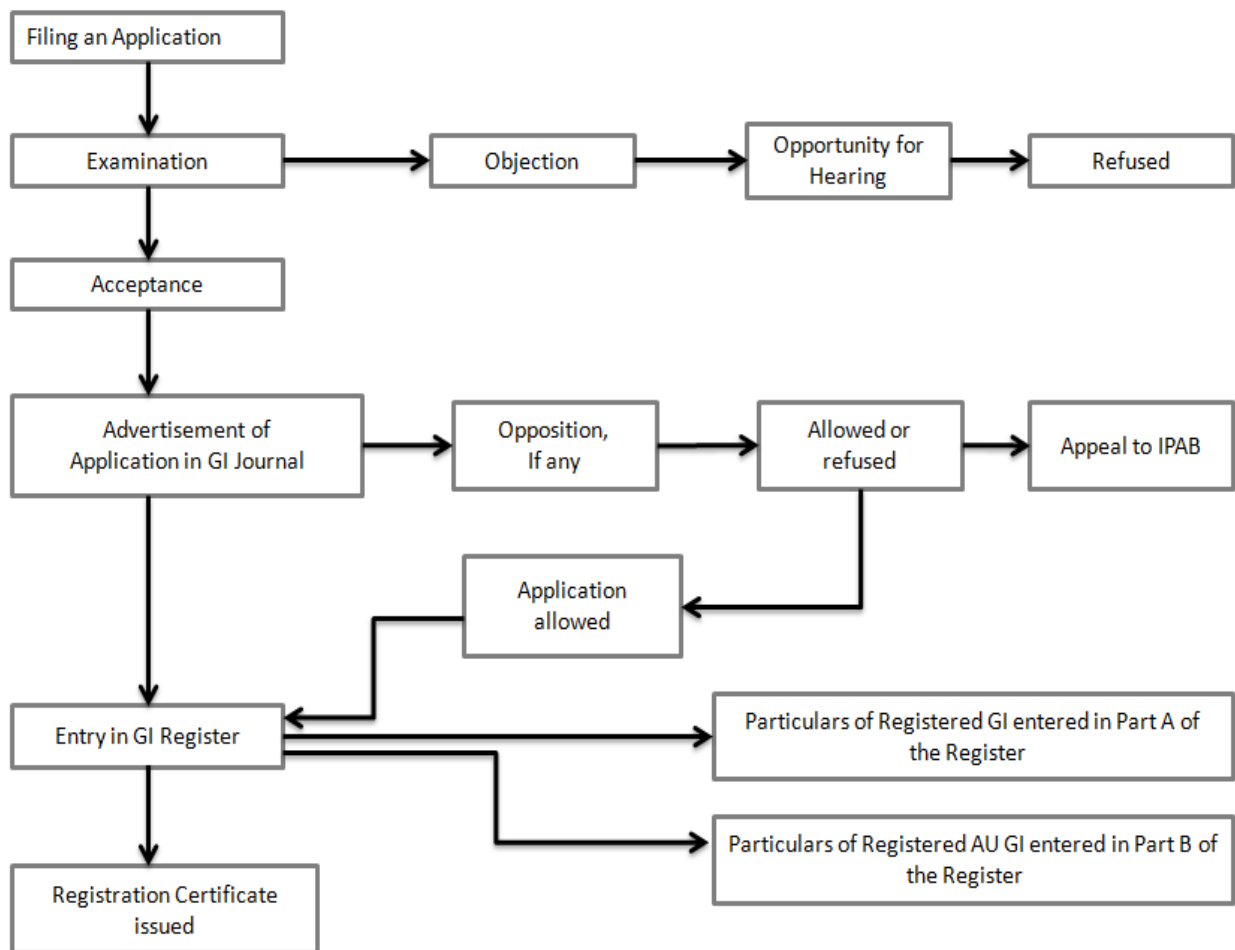 Filing an Application
Examination
Objection
Opportunity for
Hearing
Refused
Acceptance
Advertisement of
Application in GI Journal
Opposition,
If any
Allowed or
refused
Appeal to IPAB
Application
allowed
Entry in GI Register
Particulars of Registered GI entered in Part A of
the Register
Particulars of Registered AU GI entered in Part B of
the Register
Registration Certificate
issued